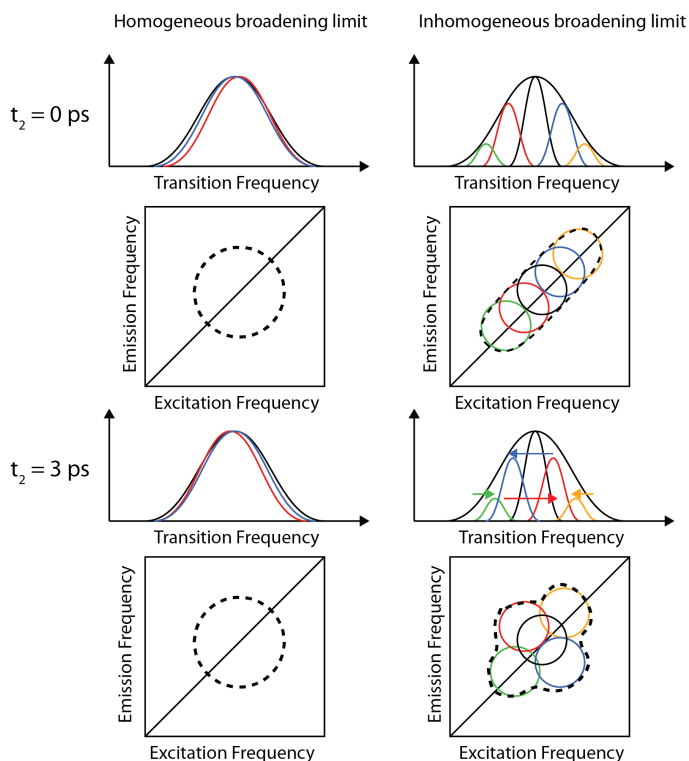 Homogeneous broadening limit
Inhomogeneous broadening limit
t2 = 0 ps
Transition Frequency
Transition Frequency
Emission Frequency
Emission Frequency
Excitation Frequency
Excitation Frequency
t2 = 3 ps
Transition Frequency
Transition Frequency
Emission Frequency
Emission Frequency
Excitation Frequency
Excitation Frequency